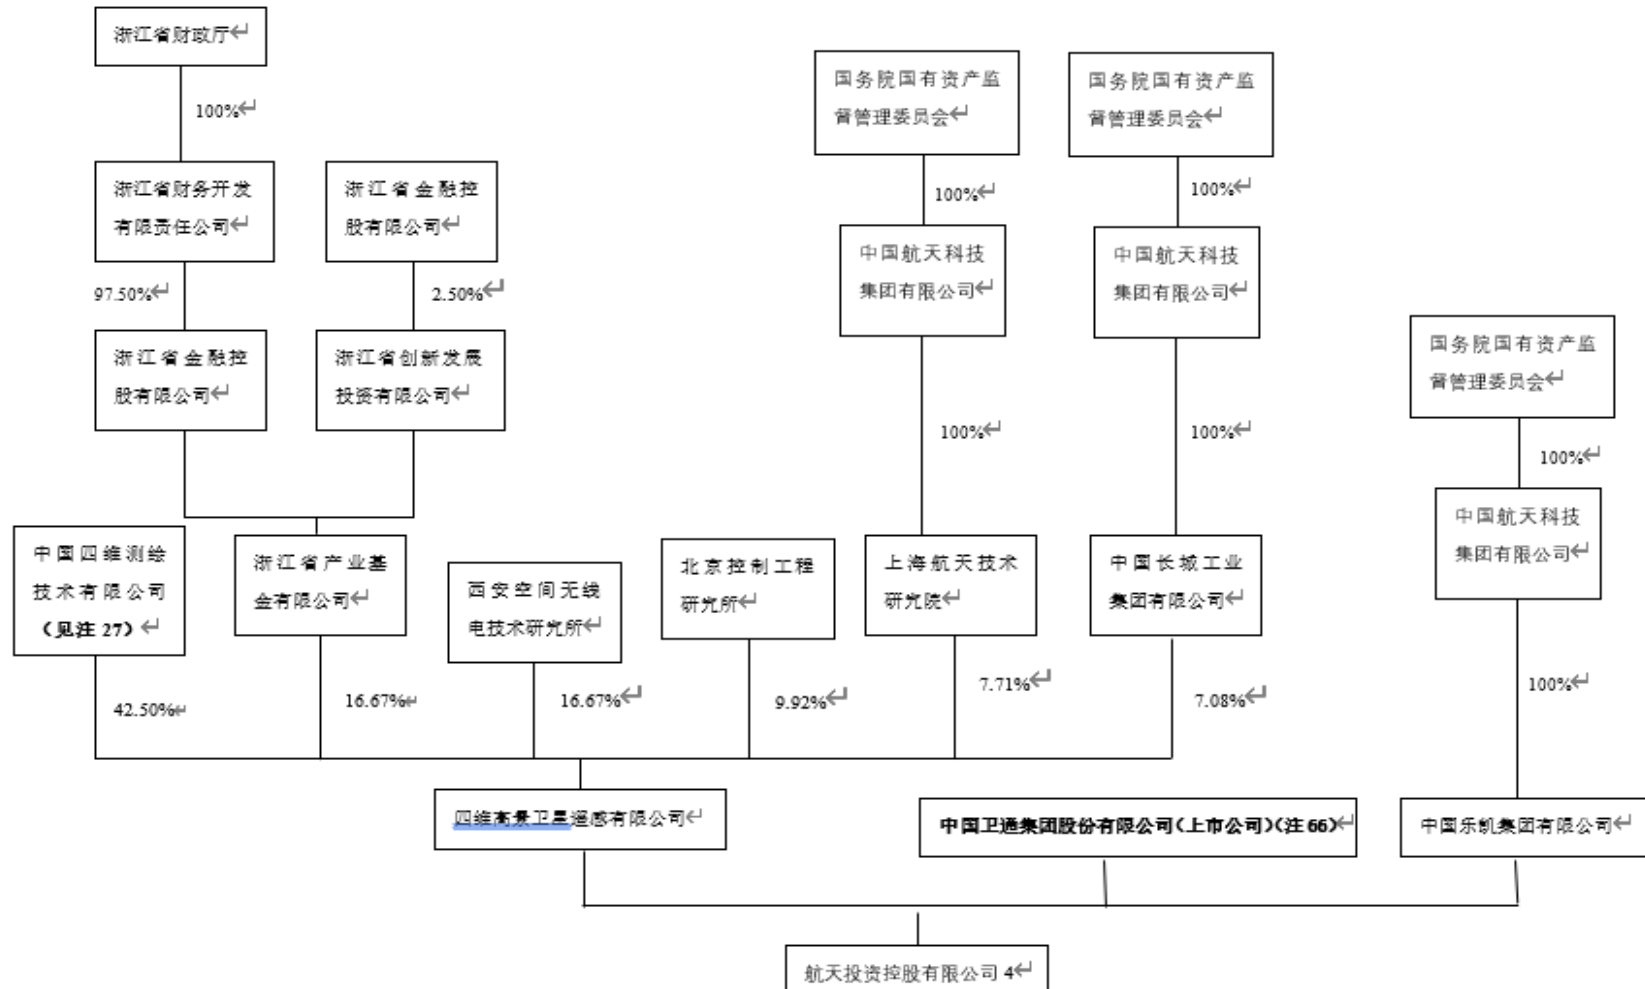 浙江省财政厅
100%
国务院国有资产监
督管理委员会
国务院国有资产监
督管理委员会
100%
100%
浙江省财务开发
有限责任公司
浙江省金融控
股有限公司
中国航天科技
集团有限公司
中国航天科技
集团有限公司
97.50%
2.50%
浙江省金融控
股有限公司
浙江省创新发展
投资有限公司
国务院国有资产监
督管理委员会
100%
100%
100%
中国航天科技
集团有限公司
中国四维测绘
技术有限公司
（见注 27）
浙江省产业基
金有限公司
西安空间无线
电技术研究所
北京控制工程
研究所
上海航天技术
研究院
中国长城工业
集团有限公司
42.50%
16.67%
16.67%
9.92%
7.71%
7.08%
100%
四维高景卫星遥感有限公司
中国卫通集团股份有限公司（上市公司）（注 66）
中国乐凯集团有限公司
航天投资控股有限公司 4